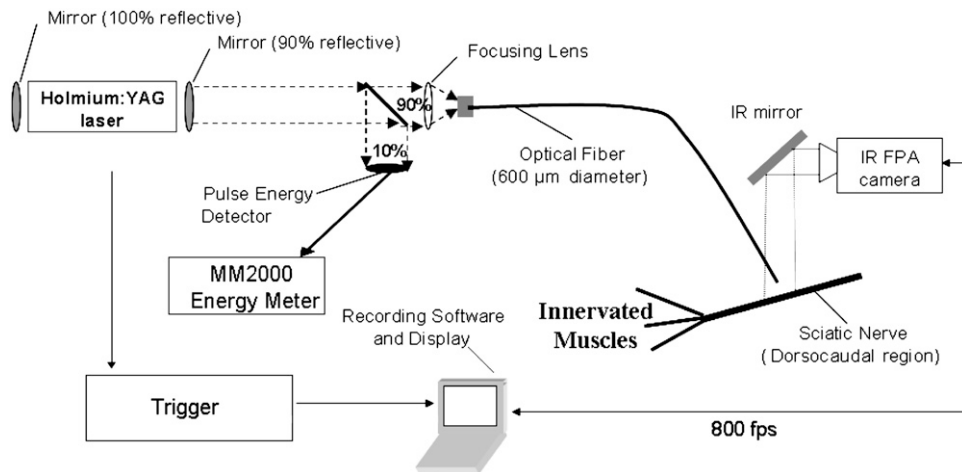 Mirror (100% reflective)
Mirror (90% reflective)
Focusing Lens
Holmium:YAG
laser
90%
10%
IR mirror
Optical Fiber
(600 µm diameter)
IR FPA
camera
Pulse Energy
Detector
MM2000
Energy Meter
Innervated
Muscles
Sciatic Nerve
(Dorsocaudal region)
Recording Software
and Display
Trigger
800 fps